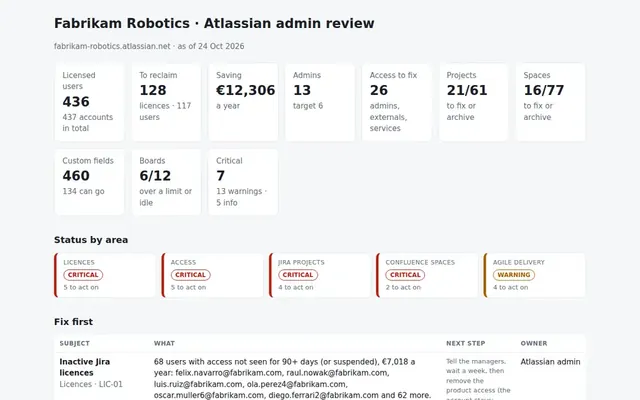 Fabrikam Robotics · Atlassian admin review
fabrikam-robotics.atlassian.net · as of 24 Oct 2026
Licensed users
436
437 accounts in total
To reclaim
128
licences · 117 users
Saving
€12,306
a year
Admins
13
target 6
Access to fix
26
admins, externals, services
Projects
21/61
to fix or archive
Spaces
16/77
to fix or archive
Custom fields
460
134 can go
Boards
6/12
over a limit or idle
Critical
7
13 warnings · 5 info
Status by area
LICENCES
CRITICAL
5 to act on
ACCESS
CRITICAL
5 to act on
JIRA PROJECTS
CRITICAL
4 to act on
CONFLUENCE SPACES
CRITICAL
2 to act on
AGILE DELIVERY
WARNING
4 to act on
Fix first
SUBJECT WHAT NEXT STEP OWNER
Inactive Jira licences
Licences · LIC-01
68 users with access not seen for 90+ days (or suspended), €7,018 a
year: felix.navarro@fabrikam.com, raul.nowak@fabrikam.com,
luis.ruiz@fabrikam.com, ola.perez4@fabrikam.com,
oscar.muller6@fabrikam.com, diego.ferrari2@fabrikam.com and 62 more.
Tell the managers,
wait a week, then
remove the
product access (the
Atlassian admin